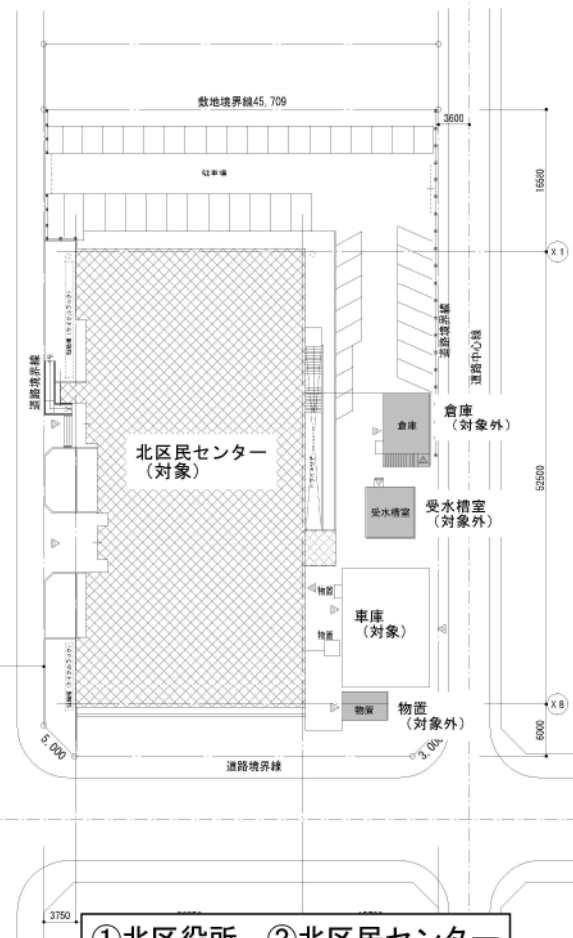 敷地境界線45,709
3600
駐車場
16580
X1
道路境界線
道路中心線
道路境界線
倉庫
倉庫
(対象外)
北区民センター
(対象)
52500
受水槽室
受水槽室
(対象外)
物置
車庫
(対象)
物置
物置
物置
(対象外)
X8
6000
5,000
3,00
道路境界線
3750
①北区役所 ②北区民センター